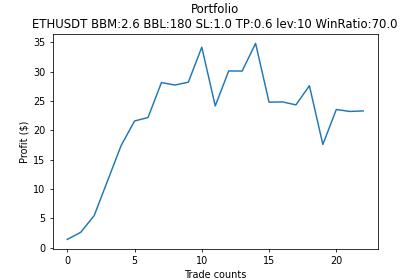 Portfolio
ETHUSDT BBM:2.6 BBL:180 SL:1.0 TP:0.6 lev:10 WinRatio:70.0
Profit ($)
35
30
25
20
15
10
5
0
0 5 10 15 20
Trade counts